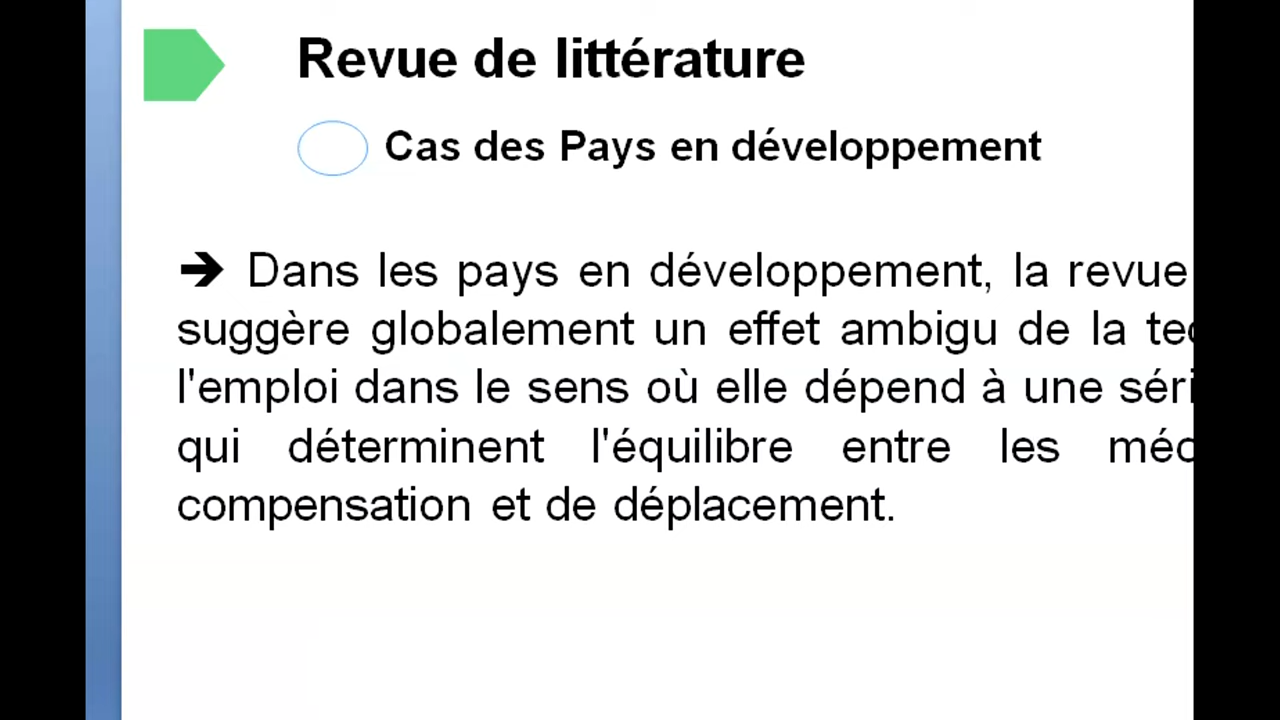 Revue de littérature
Cas des Pays en développement
➔ Dans les pays en développement, la revue
suggère globalement un effet ambigu de la
l'emploi dans le sens où elle dépend à une
qui déterminent l'équilibre entre les
compensation et de déplacement.